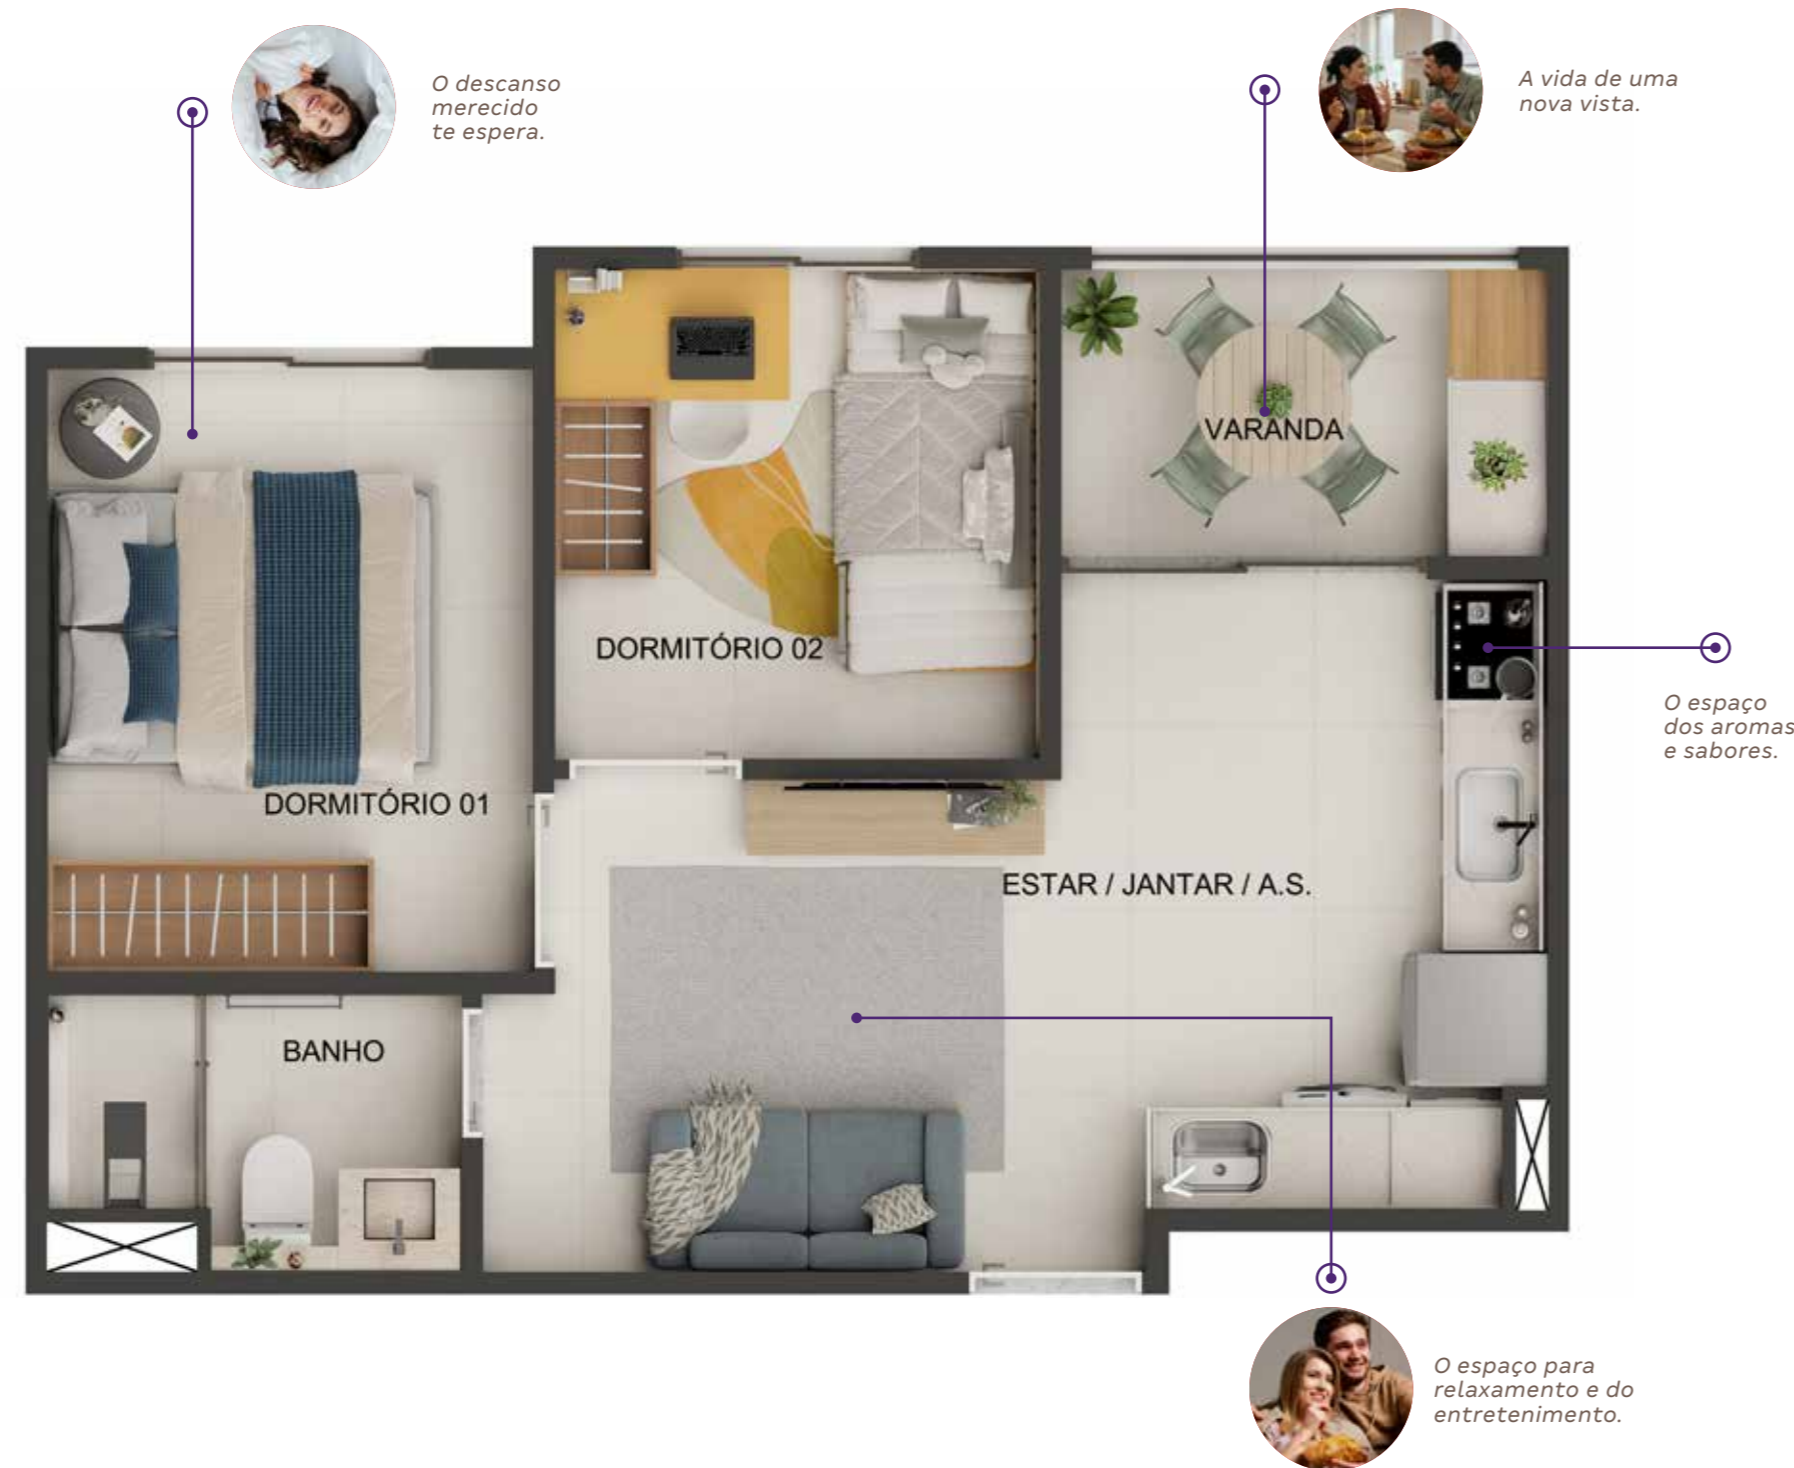 O descanso
merecido
te espera.
A vida de uma
nova vista.
VARANDA
DORMITÓRIO 02
O espaço
dos aromas
e sabores.
DORMITÓRIO 01
ESTAR / JANTAR / A.S.
BANHO
O espaço para
relaxamento e do
entretenimento.